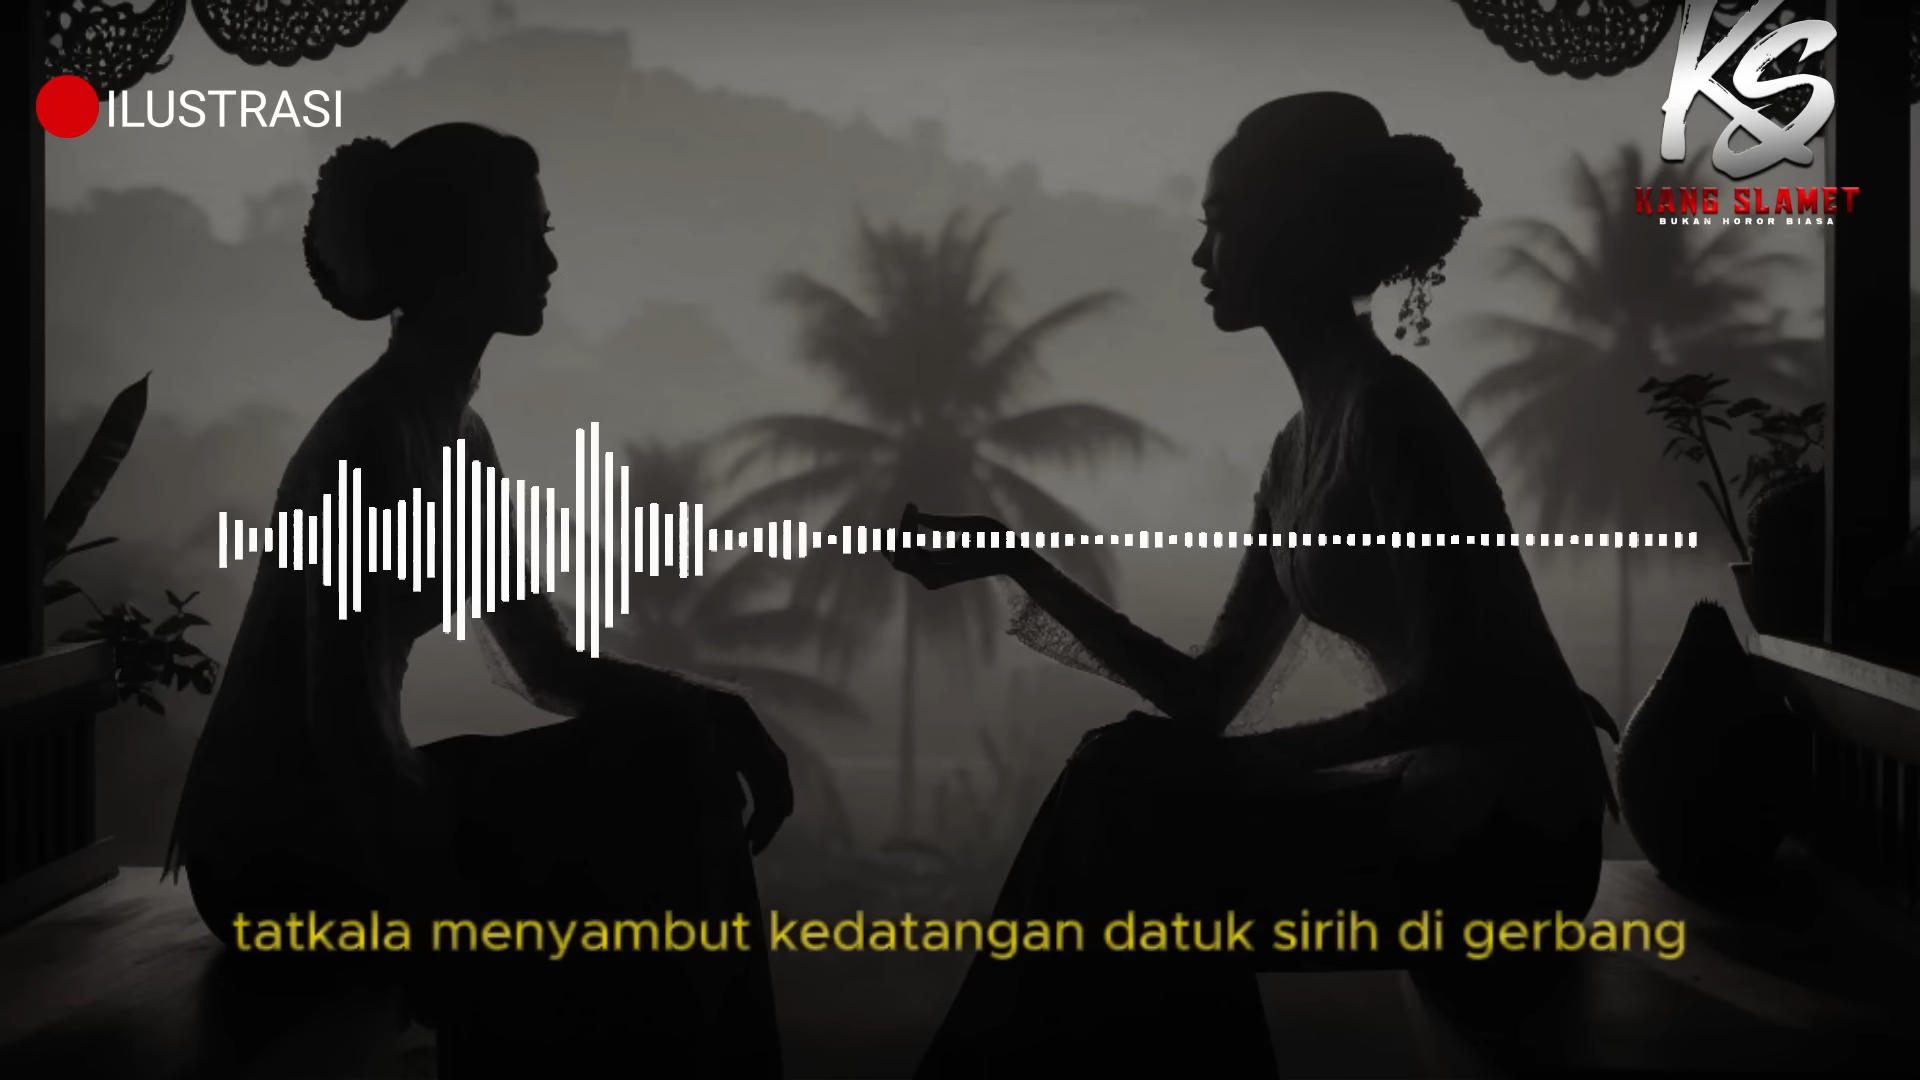 ILUSTRASI
KS
KANG SLAMET
BUKAN HOROR BIASA
tatkala menyambut kedatangan datuk sirih di gerbang